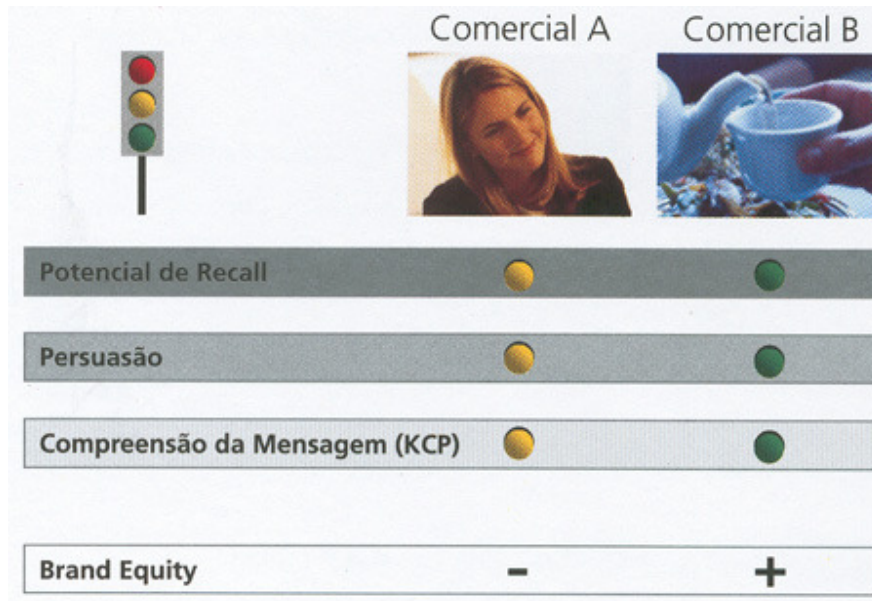 Comercial A Comercial B
Potencial de Recall
Persuasão
Compreensão da Mensagem (KCP)
Brand Equity - +